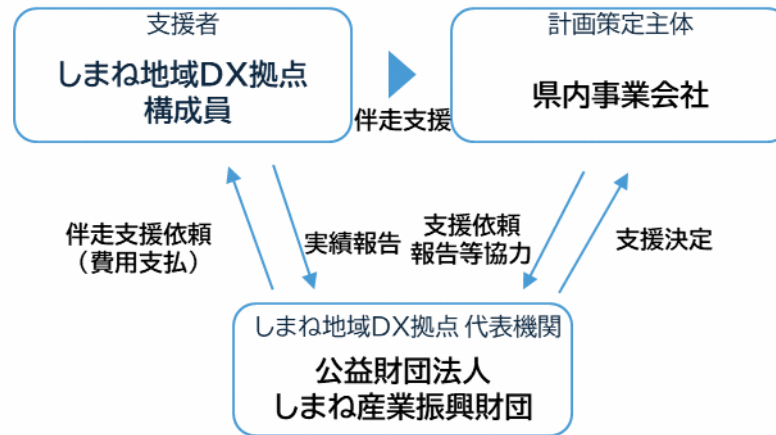 支援者
しまね地域DX拠点
構成員
計画策定主体
県内事業会社
伴走支援
伴走支援依頼
（費用支払）
実績報告
支援依頼
報告等協力
支援決定
しまね地域DX拠点 代表機関
公益財団法人
しまね産業振興財団